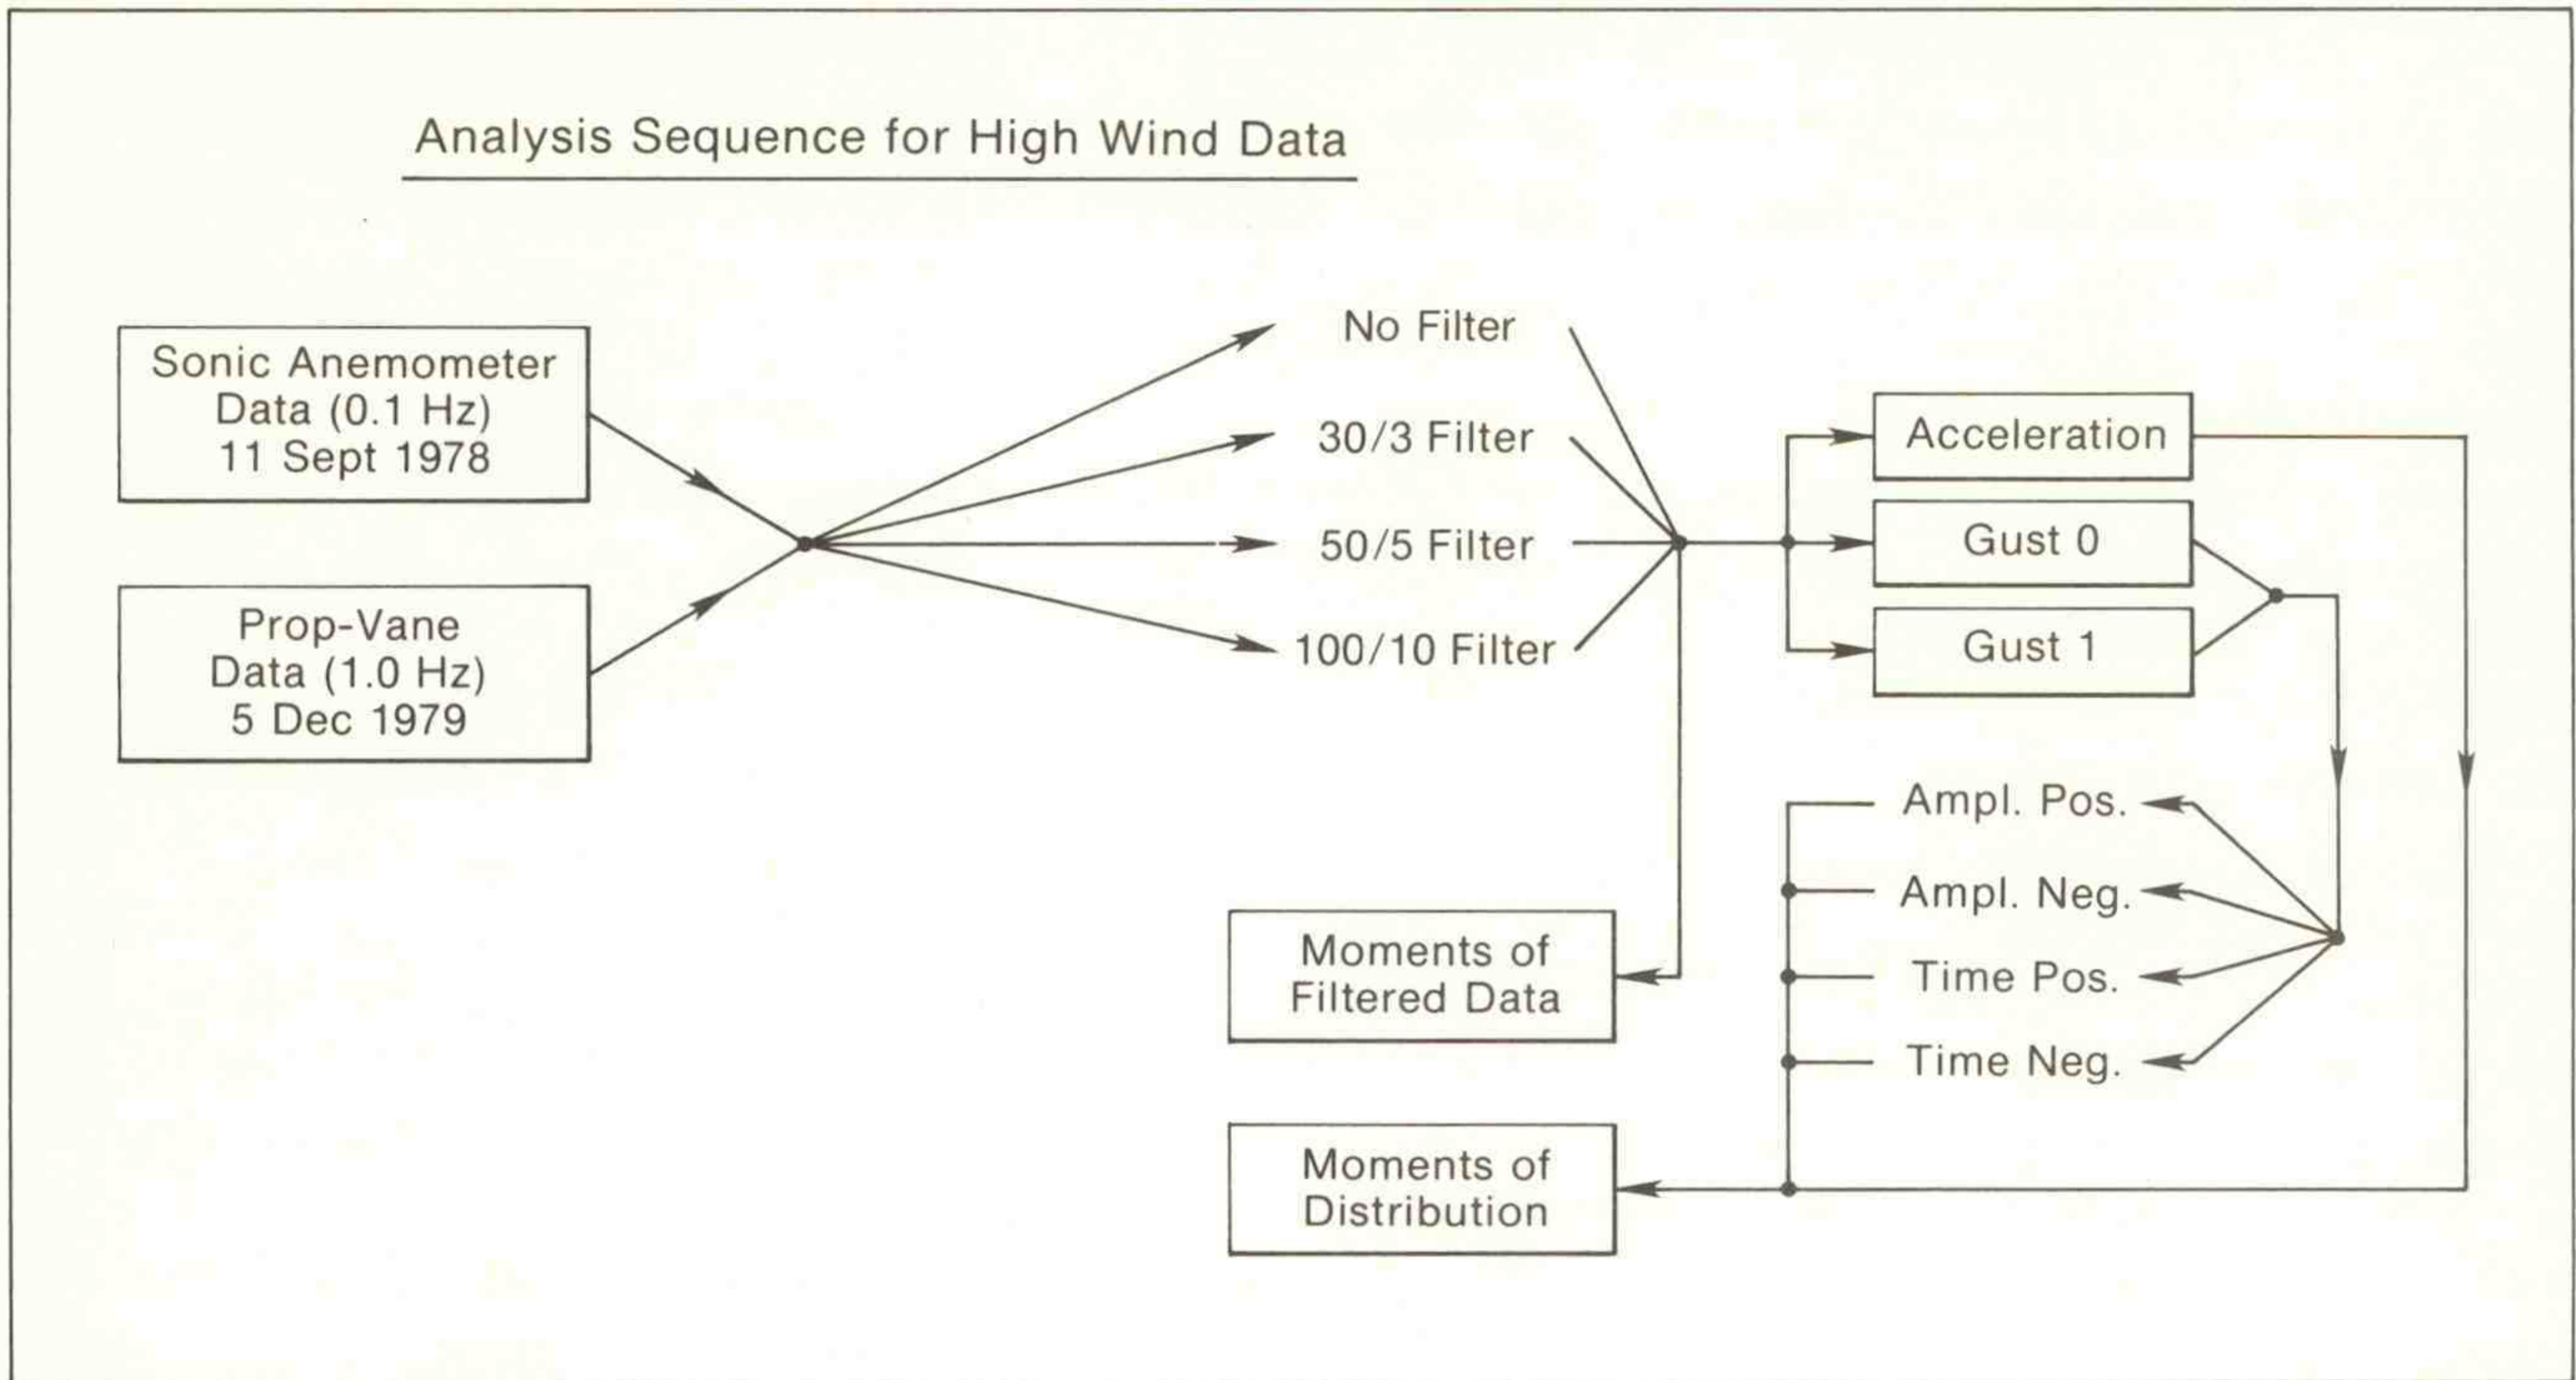 Analysis Sequence for High Wind Data
Sonic Anemometer
Data (0.1 Hz)
11 Sept 1978
Prop-Vane
Data (1.0 Hz)
5 Dec 1979
No Filter
30/3 Filter
50/5 Filter
100/10 Filter
Acceleration
Gust 0
Gust 1
Ampl. Pos.
Ampl. Neg.
Time Pos.
Time Neg.
Moments of
Filtered Data
Moments of
Distribution